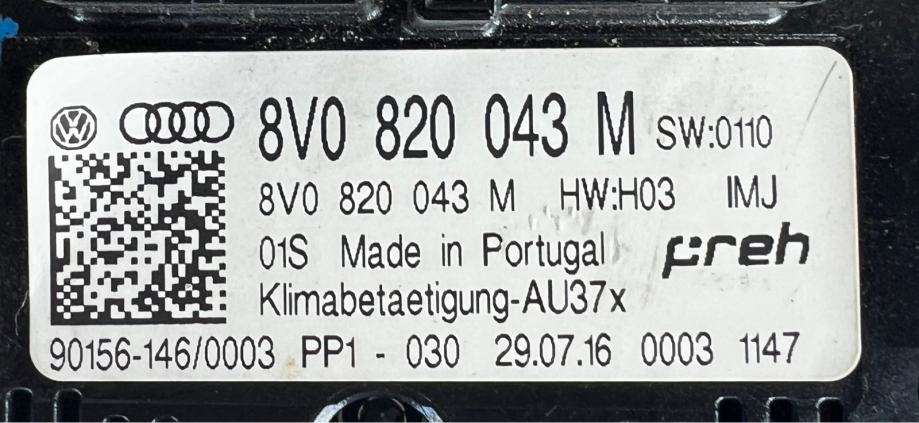 8V0 820 043 M SW:0110
8V0 820 043 M HW:H03 IMJ
01S Made in Portugal preh
Klimabetaetigung-AU37x
90156-146/0003 PP1 - 030 29.07.16 0003 1147